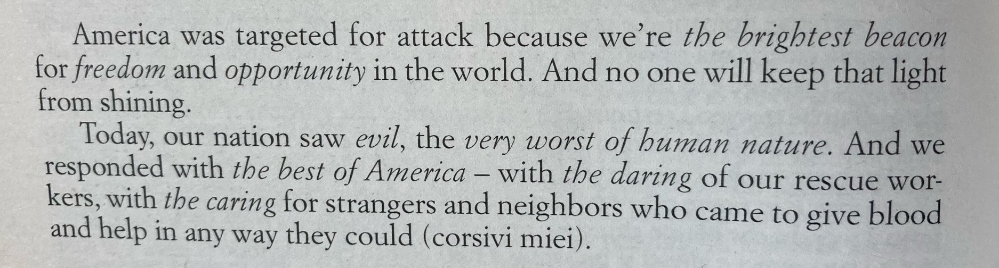 America was targeted for attack because we're the brightest beacon
for freedom and opportunity in the world. And no one will keep that light
from shining.
Today, our nation saw evil, the very worst of human nature. And we
responded with the best of America – with the daring of our rescue wor-
kers, with the caring for strangers and neighbors who came to give blood
and help in any way they could (corsivi miei).